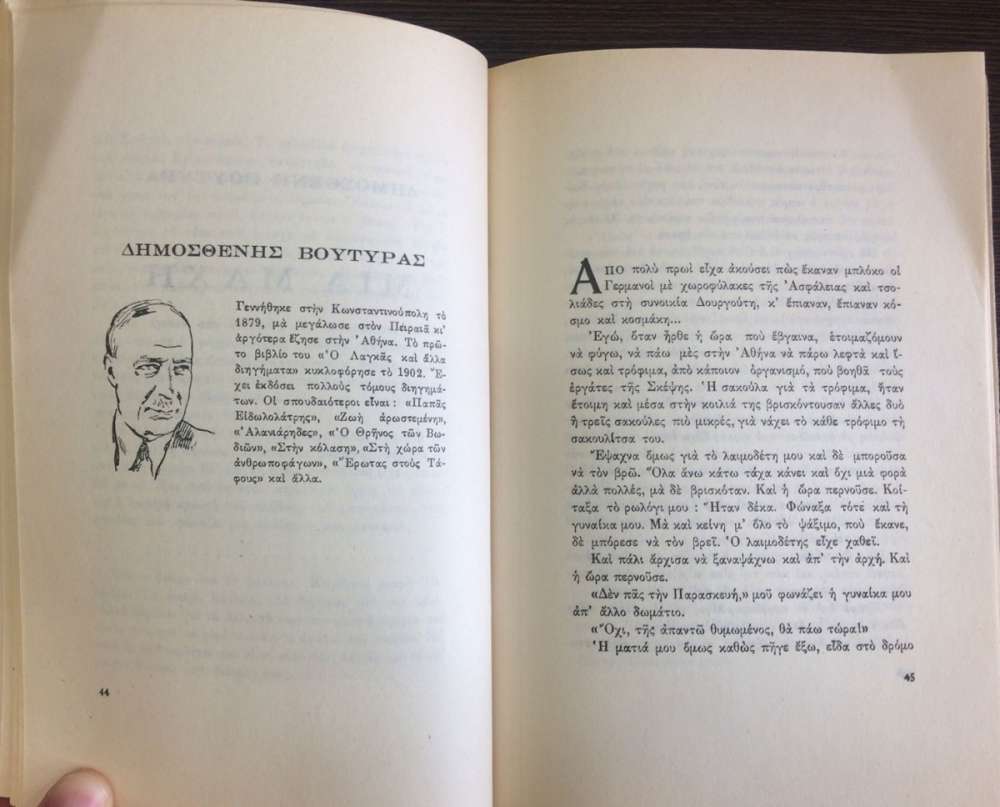 ΔΗΜΟΣΘΕΝΗΣ ΒΟΥΤΥΡΑΣ
Γεννήθηκε στὴν Κωνσταντινούπολη τὸ
1879, μὰ μεγάλωσε στὸν Πειραιᾶ κι'
ἀργότερα ἔζησε στὴν 'Αθήνα. Τὸ πρῶ-
το βιβλίο του «'Ο Λαγκᾶς καὶ ἄλλα
διηγήματα» κυκλοφόρησε τὸ 1902. "Ε-
χει ἐκδόσει πολλοὺς τόμους διηγημά-
των. Οἱ σπουδαιότεροι εἶναι : «Παπᾶς
Εἰδωλολάτρης», «Ζωὴ ἀρωστεμένη»,
«'Αλανιάρηδες», «'Ο Θρῆνος τῶν Βω-
διῶν», «Στὴν κόλαση», «Στὴ χώρα τῶν
ἀνθρωποφάγων», «"Ερωτας στοὺς Τά-
φους» καὶ ἄλλα.
44
ΑΠΟ πολὺ πρωὶ εἶχα ἀκούσει πὼς ἔκαναν μπλόκο οἱ
Γερμανοὶ μὲ χωροφύλακες τῆς 'Ασφάλειας καὶ τσο-
λιάδες στὴ συνοικία Δουργούτη, κ' ἔπιαναν, ἔπιαναν κό-
σμο καὶ κοσμάκη...
'Εγώ, ὅταν ἦρθε ἡ ὥρα ποὺ ἔβγαινα, ἑτοιμαζόμουν
νὰ φύγω, νὰ πάω μὲς στὴν 'Αθήνα νὰ πάρω λεφτὰ καὶ ἴ-
σως καὶ τρόφιμα, ἀπὸ κάποιον ὀργανισμό, ποὺ βοηθᾶ τοὺς
ἐργάτες τῆς Σκέψης. 'Η σακούλα γιὰ τὰ τρόφιμα, ἦταν
ἕτοιμη καὶ μέσα στὴν κοιλιά της βρισκόντουσαν ἄλλες δυὸ
ἢ τρεῖς σακοῦλες πιὸ μικρές, γιὰ νάχει τὸ κάθε τρόφιμο τὴ
σακουλίτσα του.
"Εψαχνα ὅμως γιὰ τὸ λαιμοδέτη μου καὶ δὲ μποροῦσα
νὰ τὸν βρῶ. "Ολα ἄνω κάτω τάχα κάνει καὶ ὄχι μιὰ φορὰ
ἀλλὰ πολλές, μὰ δὲ βρισκόταν. Καὶ ἡ ὥρα περνοῦσε. Κοί-
ταξα τὸ ρωλόγι μου : "Ηταν δέκα. Φώναξα τότε καὶ τὴ
γυναίκα μου. Μὰ καὶ κείνη μ' ὅλο τὸ ψάξιμο, ποὺ ἔκανε,
δὲ μπόρεσε νὰ τὸν βρεῖ. 'Ο λαιμοδέτης εἶχε χαθεῖ.
Καὶ πάλι ἄρχισα νὰ ξαναψάχνω καὶ ἀπ' τὴν ἀρχή. Καὶ
ἡ ὥρα περνοῦσε.
«Δὲν πᾶς τὴν Παρασκευή,» μοῦ φωνάζει ἡ γυναίκα μου
ἀπ' ἄλλο δωμάτιο.
«"Οχι, τῆς ἀπαντῶ θυμωμένος, θὰ πάω τώρα!»
'Η ματιά μου ὅμως καθὼς πῆγε ἔξω, εἶδα στὸ δρόμο
45